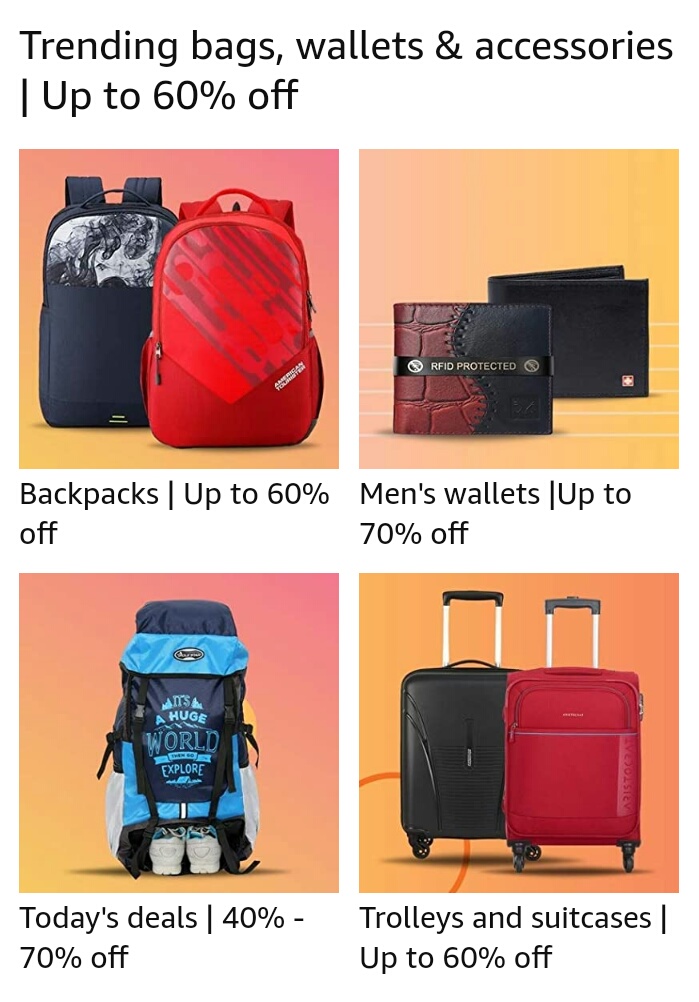 Trending bags, wallets & accessories
| Up to 60% off
AMERICAN
TOURISTER
RFID PROTECTED
Backpacks | Up to 60%
off
Men's wallets |Up to
70% off
IT'S
A HUGE
WORLD
EXPLORE
ARISTOCRAT
Today's deals | 40% -
70% off
Trolleys and suitcases |
Up to 60% off